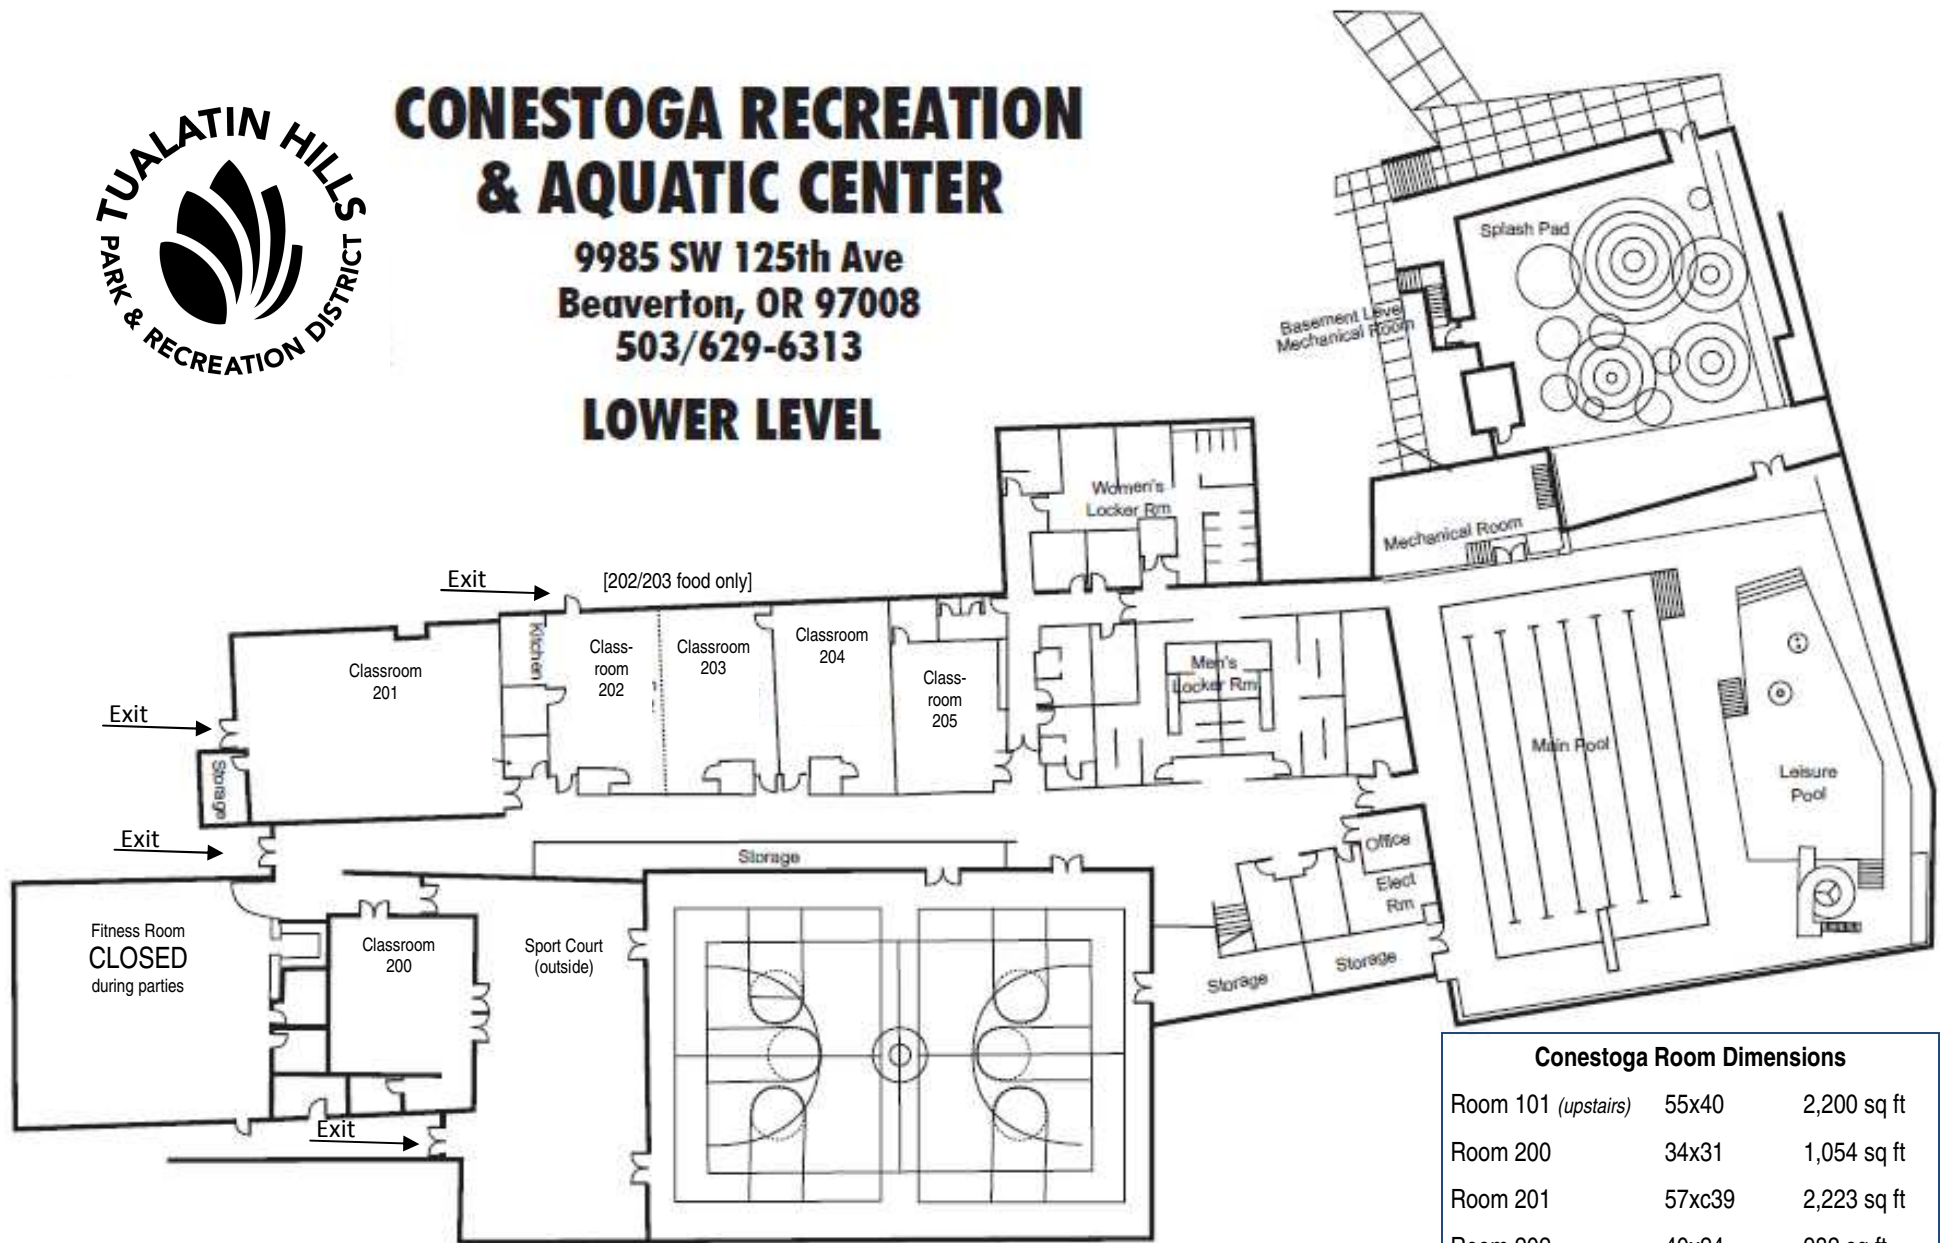 TUALATIN HILLS
PARK & RECREATION DISTRICT
CONESTOGA RECREATION
& AQUATIC CENTER
9985 SW 125th Ave
Beaverton, OR 97008
503/629-6313
LOWER LEVEL
Splash Pad
Basement Level
Mechanical Room
Women's
Locker Rm
Mechanical Room
Exit
[202/203 food only]
Kitchen
Classroom
201
Class-
room
202
Classroom
203
Classroom
204
Class-
room
205
Men's
Locker Rm
Main Pool
Leisure
Pool
Exit
Storage
Exit
Storage
Office
Elect
Rm
Fitness Room
CLOSED
during parties
Classroom
200
Sport Court
(outside)
Storage
Storage
Exit
Conestoga Room Dimensions
Room 101 (upstairs) 55x40 2,200 sq ft
Room 200 34x31 1,054 sq ft
Room 201 57xc39 2,223 sq ft